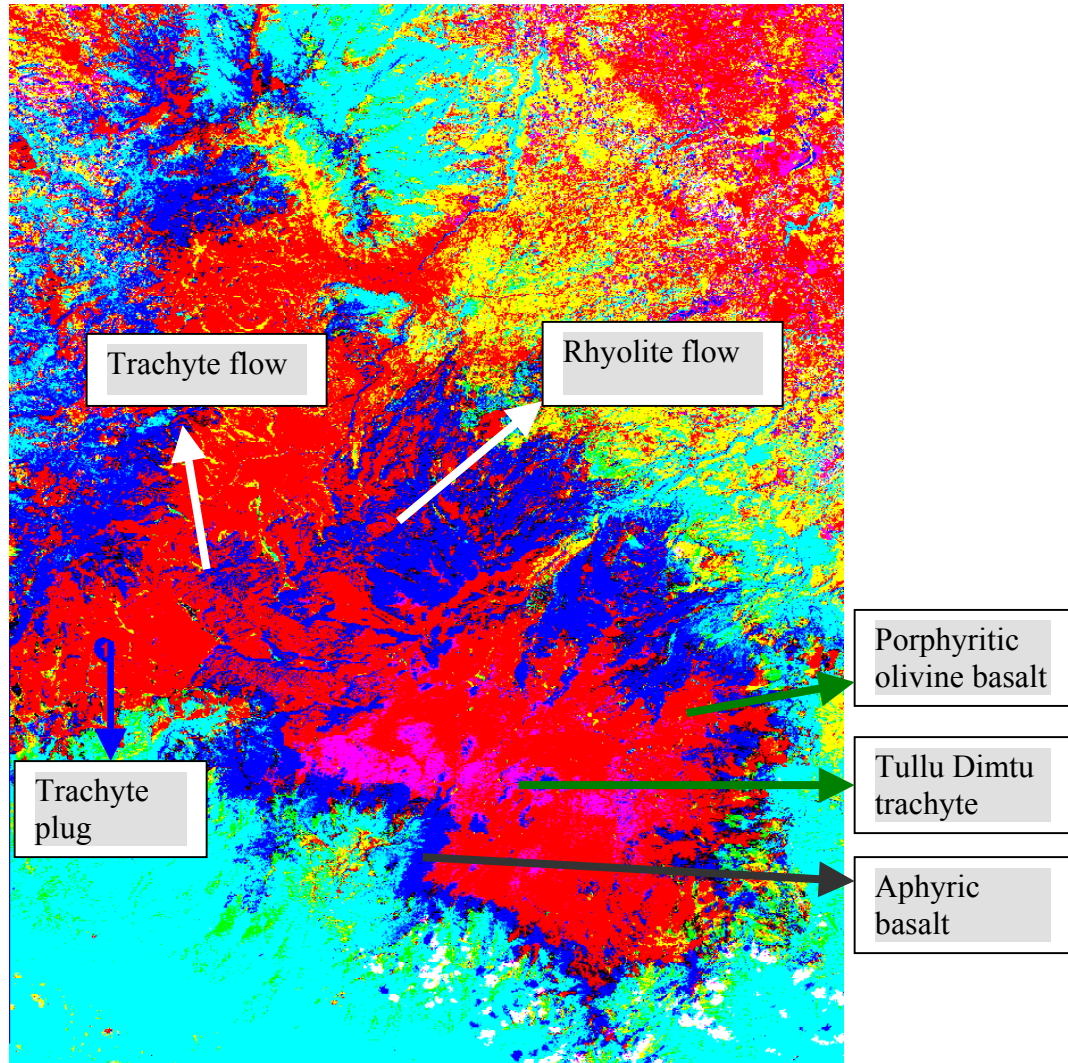 Trachyte flow
Rhyolite flow
Porphyritic
olivine basalt
Tullu Dimtu
trachyte
Trachyte
plug
Aphyric
basalt